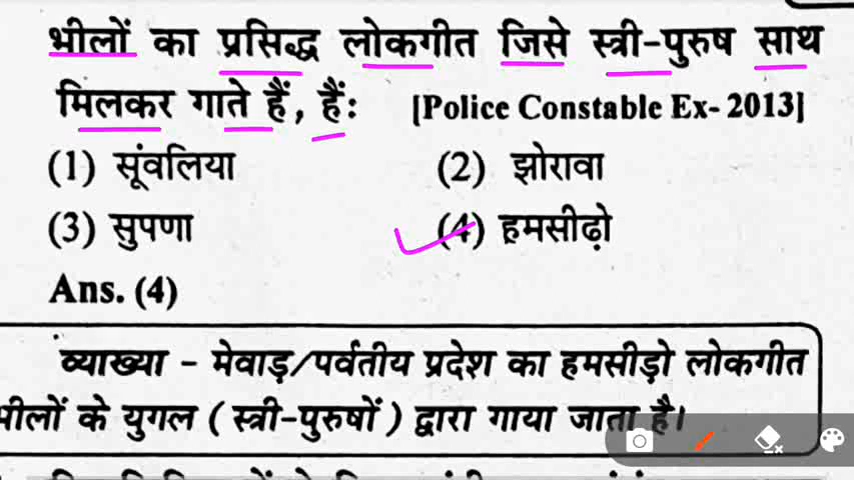 भीलों का प्रसिद्ध लोकगीत जिसे स्त्री-पुरुष साथ
मिलकर गाते हैं, हैं: [Police Constable Ex- 2013]
(1) सूंवलिया (2) झोरावा
(3) सुपणा (4) हमसीढ़ो
Ans. (4)
व्याख्या - मेवाड़/पर्वतीय प्रदेश का हमसीड़ो लोकगीत
भीलों के युगल (स्त्री-पुरुषों) द्वारा गाया जाता है।